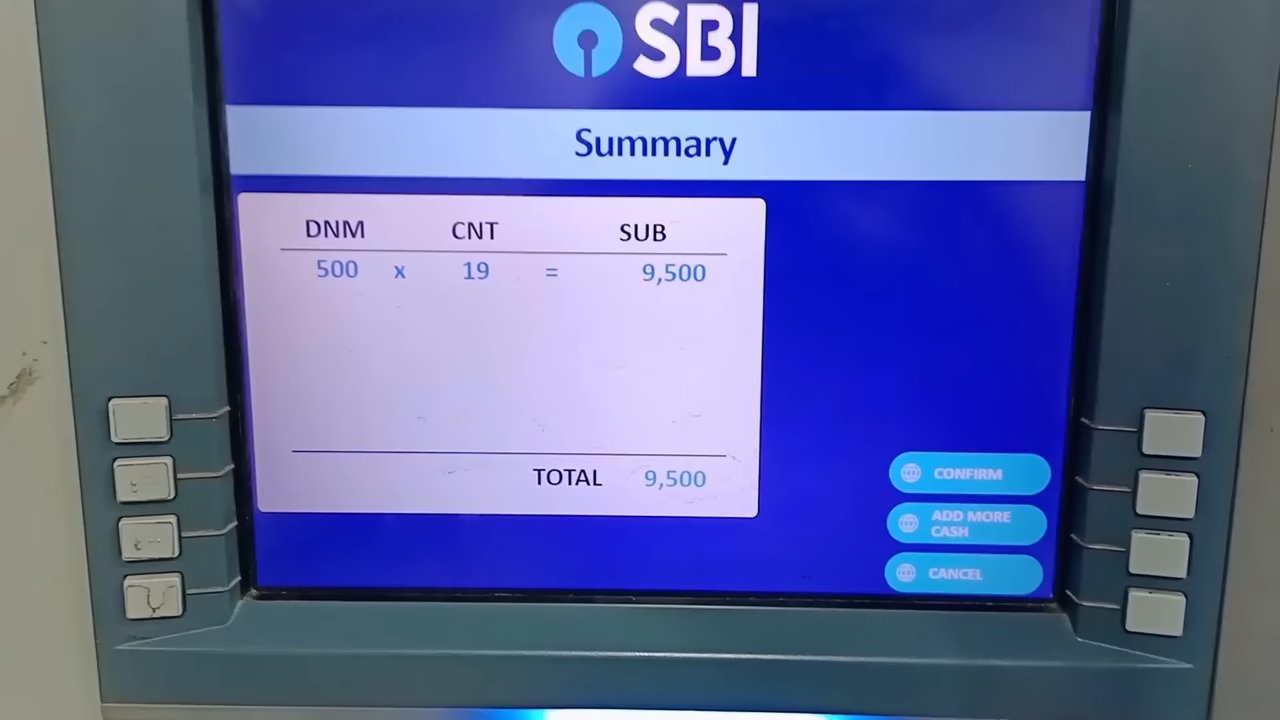 SBI
Summary
DNM CNT SUB
500 x 19 = 9,500
TOTAL 9,500
CONFIRM
ADD MORE
CASH
CANCEL